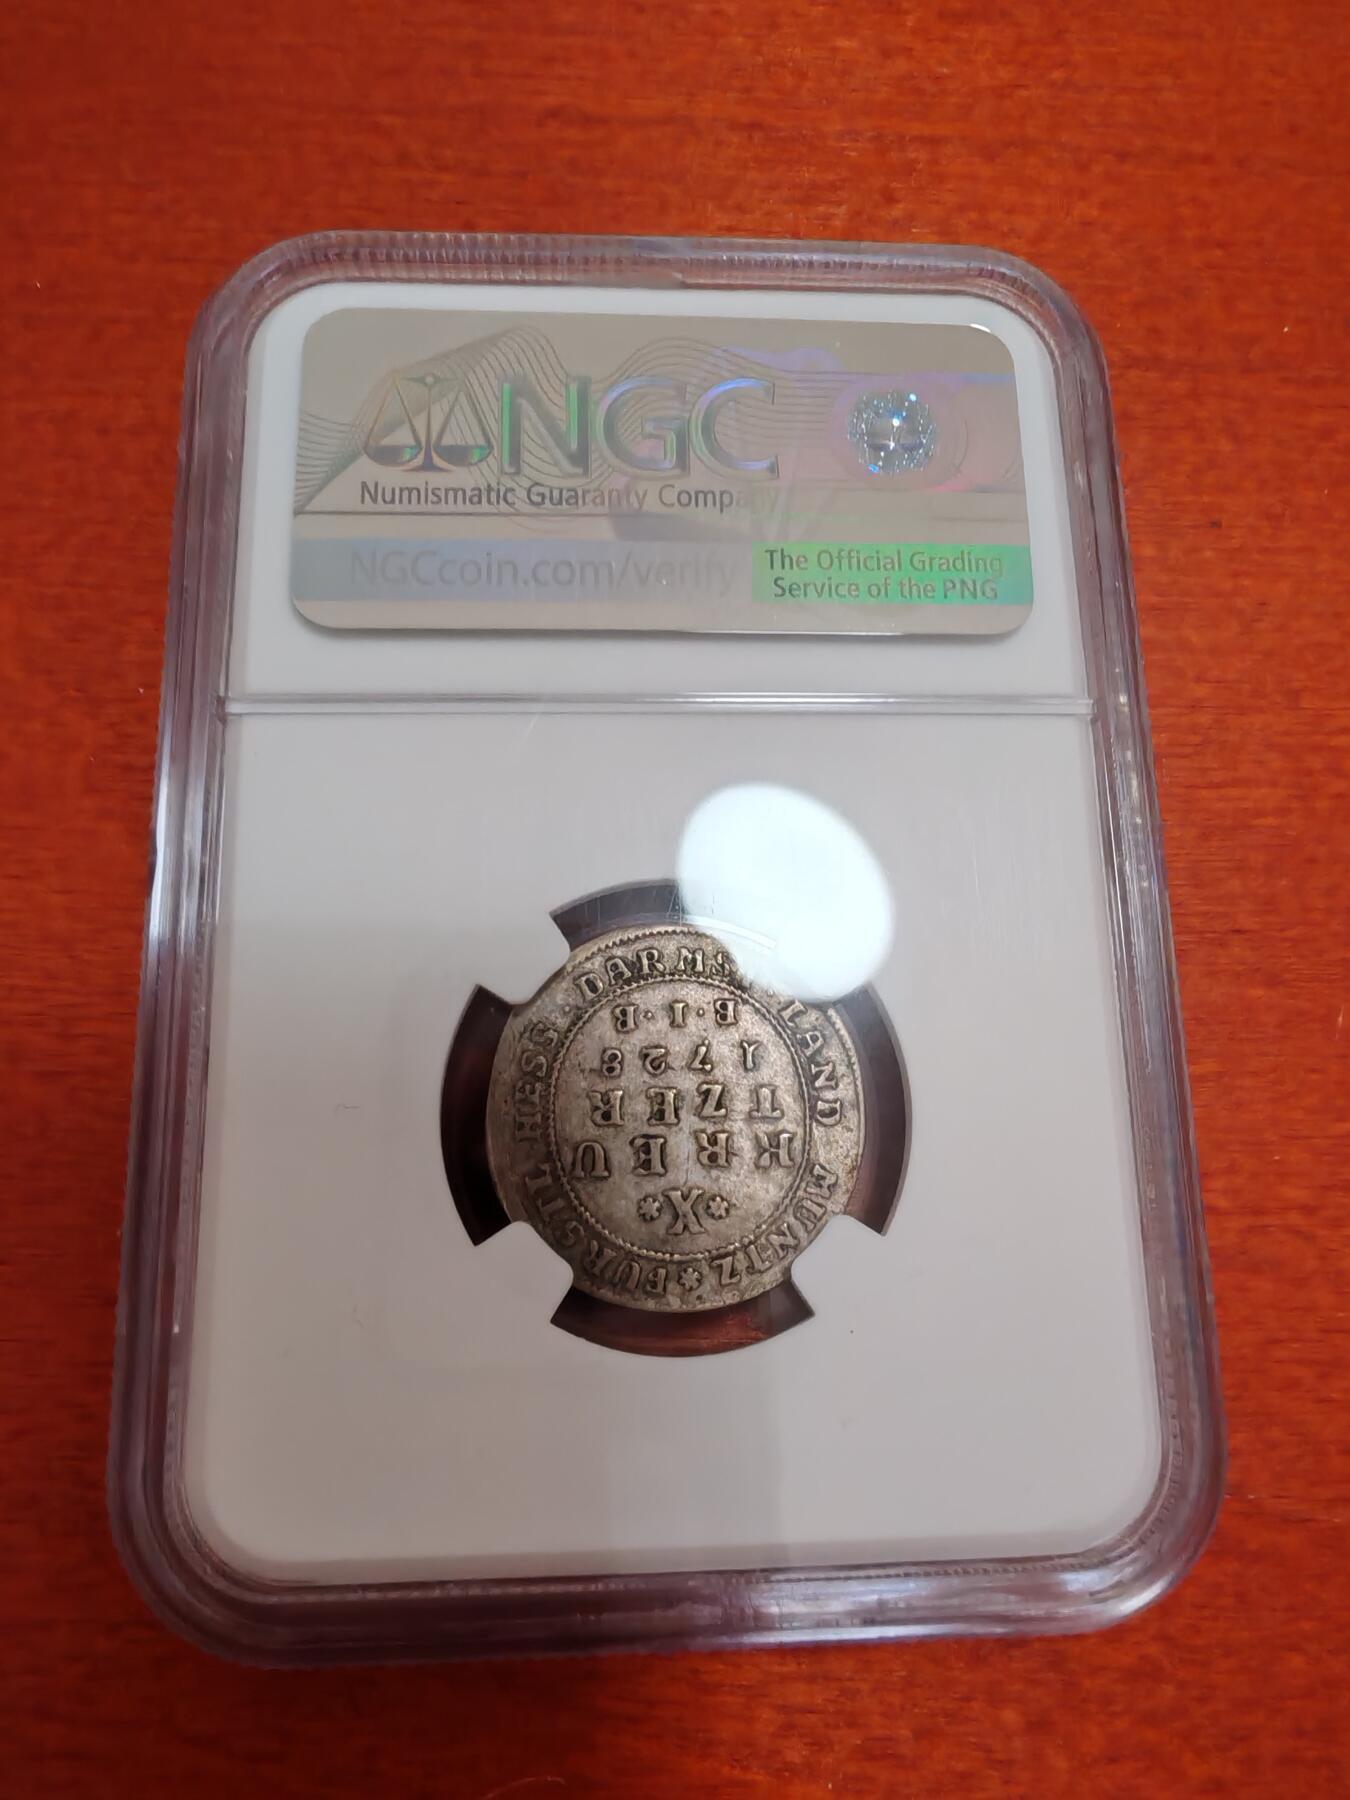 NGC
Numismatic Guaranty Company
NGCcoin.com/verify
The Official Grading
Service of the PNG
FURSTL HESS · DARMS · LAND MUNTZ
X
KREU
TZER
1728
B·I·B